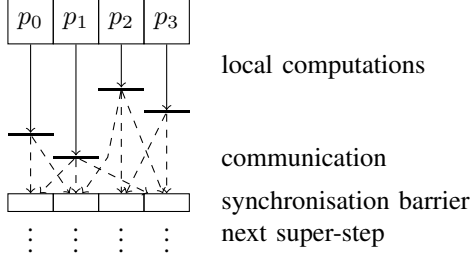 p₀ p₁ p₂ p₃
local computations
communication
synchronisation barrier
next super-step